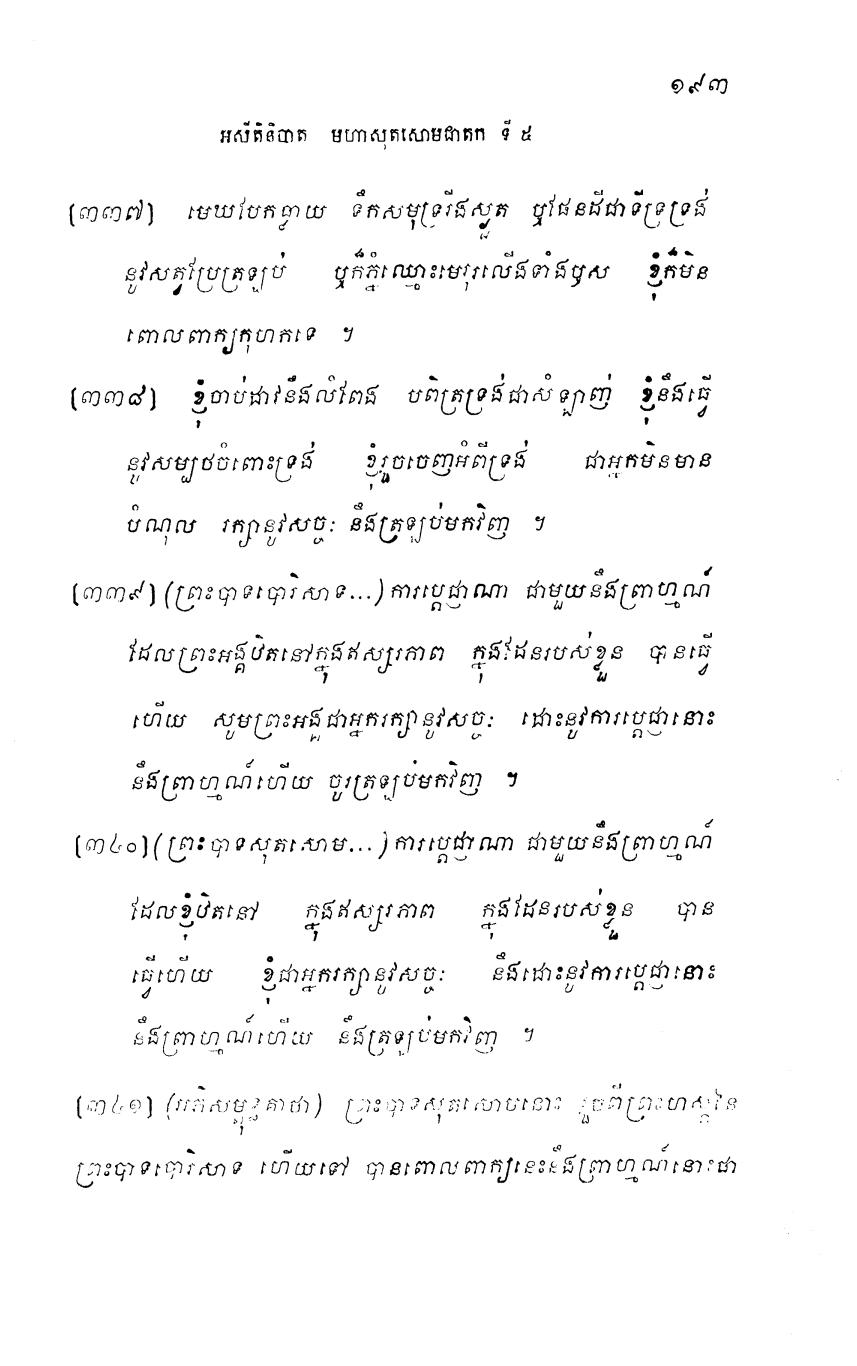 ១៩៣
អសីតិនិបាត មហាសុតសោមជាតក ទី ៥
(៣៣៧) មេឃបែកធ្លាយ ទឹកសមុទ្ររីងស្ងួត ឬផែនដីជាទីទ្រទ្រង់
នូវសត្វប្រែត្រឡប់ ឬក៏ភ្នំឈ្មោះមេរុរលើងទាំងឫស ខ្ញុំក៏មិន
ពោលពាក្យកុហកទេ ។
(៣៣៨) ខ្ញុំចាប់ដាវនឹងលំពែង បពិត្រទ្រង់ជាសំឡាញ់ ខ្ញុំនឹងធ្វើ
នូវសម្បថចំពោះទ្រង់ ខ្ញុំរួចចេញអំពីទ្រង់ ជាអ្នកមិនមាន
បំណុល រក្សានូវសច្ចៈ នឹងត្រឡប់មកវិញ ។
(៣៣៩) (ព្រះបាទបោរិសាទ...) ការប្តេជ្ញាណា ជាមួយនឹងព្រាហ្មណ៍
ដែលព្រះអង្គឋិតនៅក្នុងឥស្សរភាព ក្នុងដែនរបស់ខ្លួន បានធ្វើ
ហើយ សូមព្រះអង្គជាអ្នករក្សានូវសច្ចៈ ដោះនូវការប្តេជ្ញានោះ
នឹងព្រាហ្មណ៍ហើយ ចូរត្រឡប់មកវិញ ។
(៣៤០) (ព្រះបាទសុតសោម...) ការប្តេជ្ញាណា ជាមួយនឹងព្រាហ្មណ៍
ដែលខ្ញុំឋិតនៅ ក្នុងឥស្សរភាព ក្នុងដែនរបស់ខ្លួន បាន
ធ្វើហើយ ខ្ញុំជាអ្នករក្សានូវសច្ចៈ នឹងដោះនូវការប្តេជ្ញានោះ
នឹងព្រាហ្មណ៍ហើយ នឹងត្រឡប់មកវិញ ។
(៣៤១) (អភិសម្ពុទ្ធគាថា) ព្រះបាទសុតសោមនោះ រួចពីព្រះហស្តនៃ
ព្រះបាទបោរិសាទ ហើយទៅ បានពោលពាក្យនេះនឹងព្រាហ្មណ៍នោះថា